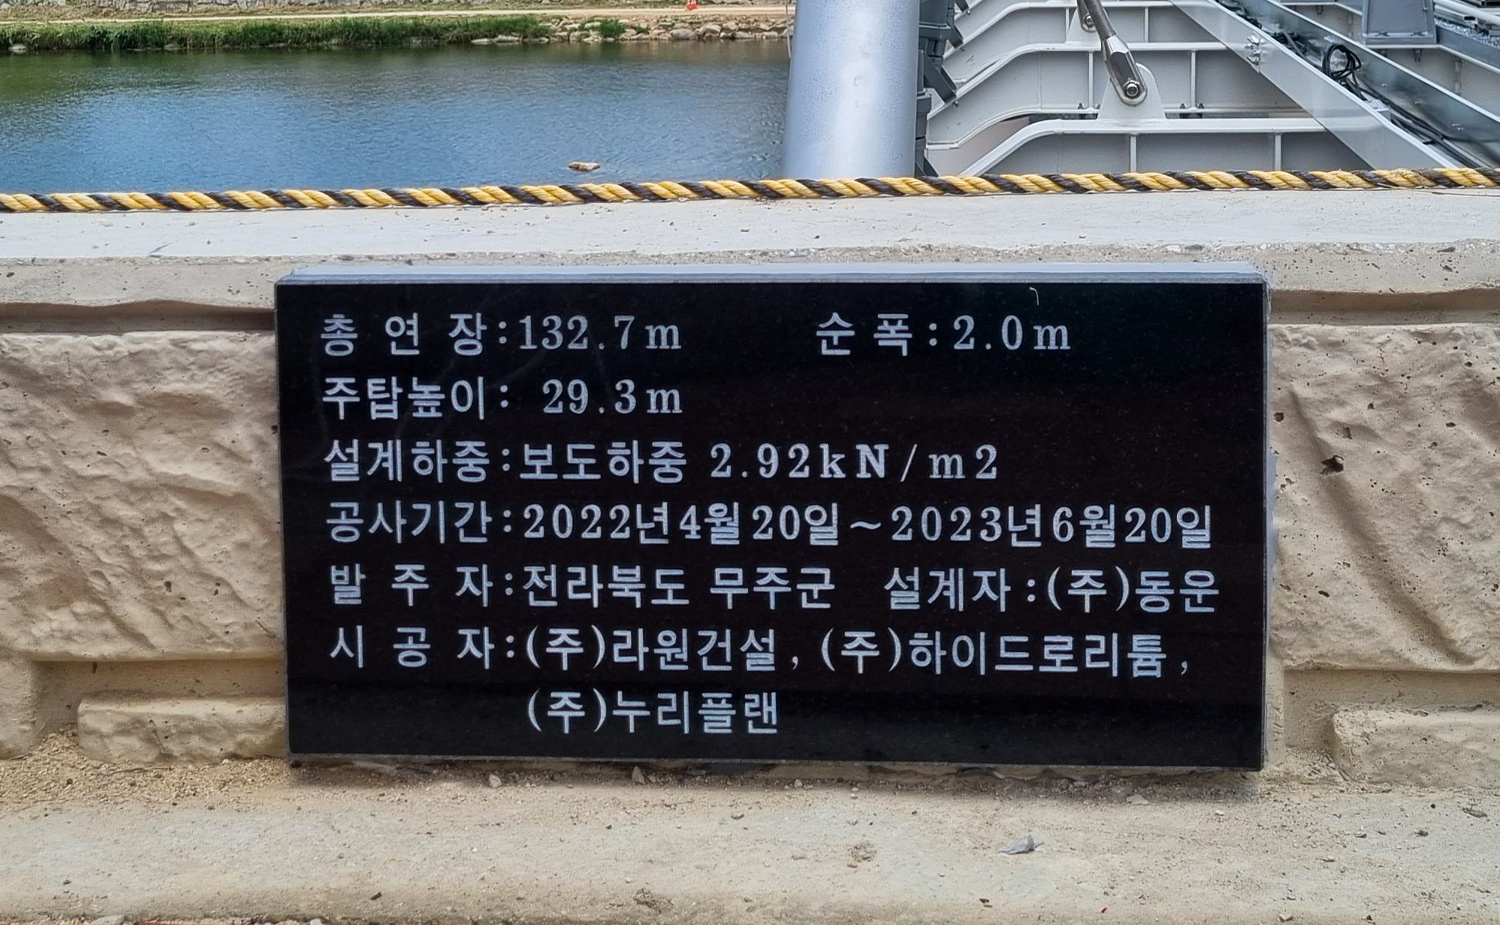 총 연 장:132.7m 순 폭:2.0m
주탑높이: 29.3m
설계하중:보도하중 2.92kN/m2
공사기간:2022년4월20일~2023년6월20일
발 주 자:전라북도 무주군 설계자:(주)동운
시 공 자:(주)라원건설, (주)하이드로리튬,
(주)누리플랜